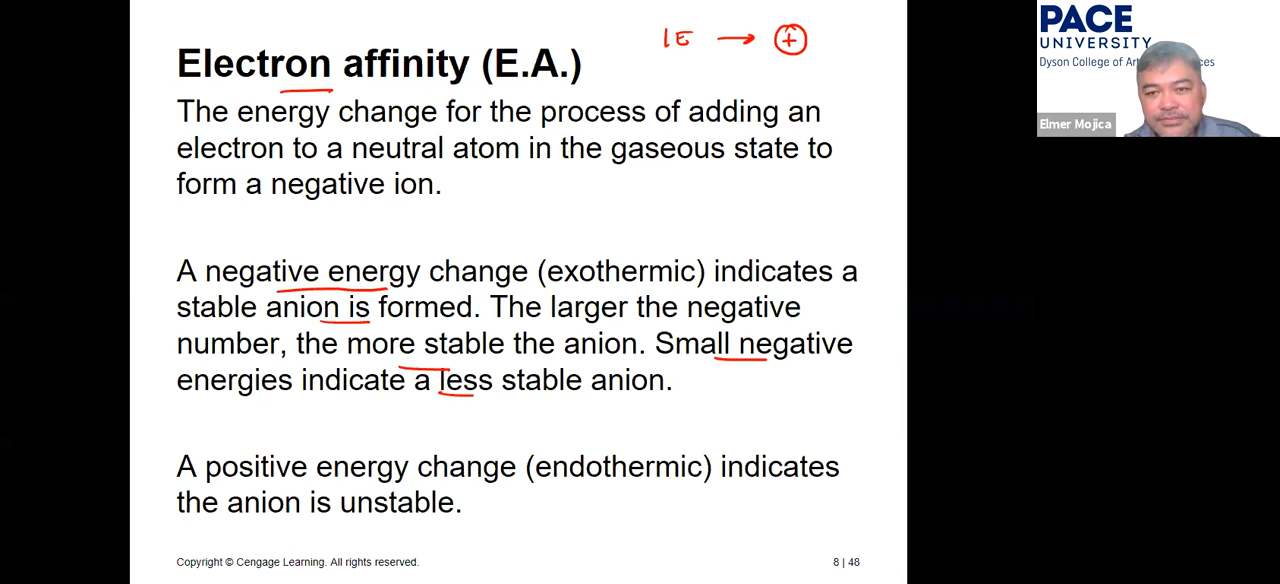 IE → +
Electron affinity (E.A.)
The energy change for the process of adding an
electron to a neutral atom in the gaseous state to
form a negative ion.
A negative energy change (exothermic) indicates a
stable anion is formed. The larger the negative
number, the more stable the anion. Small negative
energies indicate a less stable anion.
A positive energy change (endothermic) indicates
the anion is unstable.
Copyright © Cengage Learning. All rights reserved.
8 | 48
PACE
UNIVERSITY
Dyson College of Ar
ces
Elmer Mojica